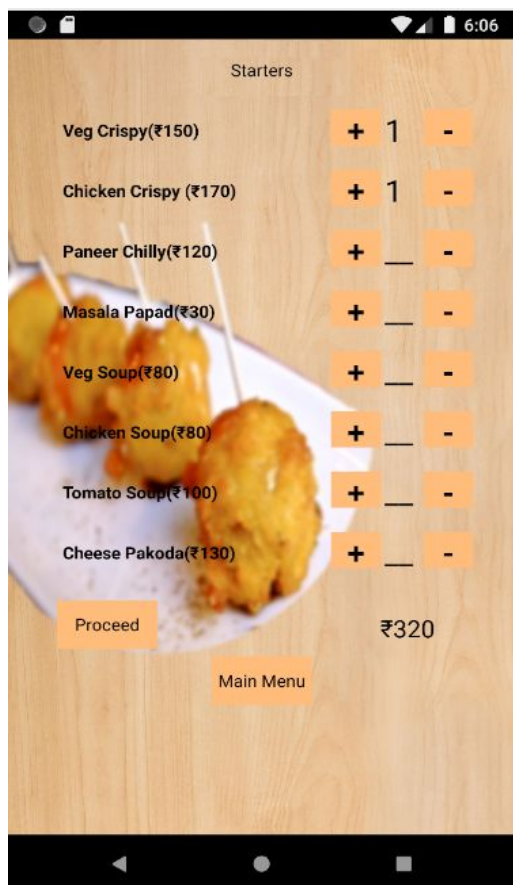 6:06
Starters
Veg Crispy(₹150) + 1 -
Chicken Crispy (₹170) + 1 -
Paneer Chilly(₹120) + __ -
Masala Papad(₹30) + __ -
Veg Soup(₹80) + __ -
Chicken Soup(₹80) + __ -
Tomato Soup(₹100) + __ -
Cheese Pakoda(₹130) + __ -
Proceed ₹320
Main Menu